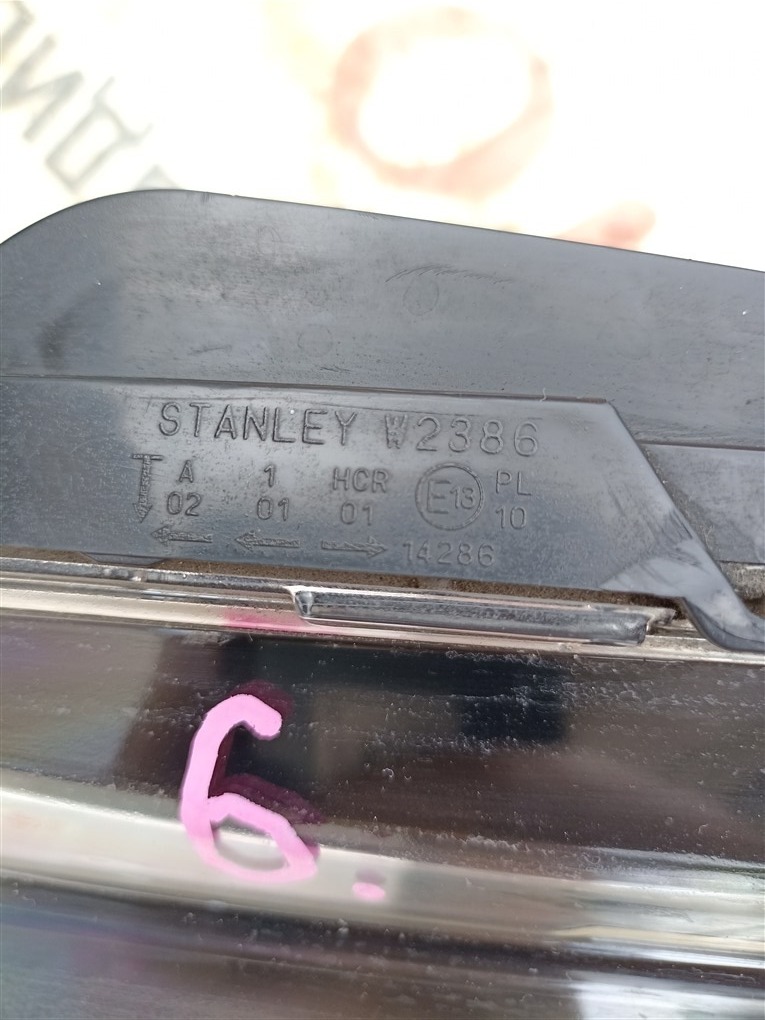 STANLEY W2386
A 1 HCR E13 PL
02 01 01 10
14286
6.